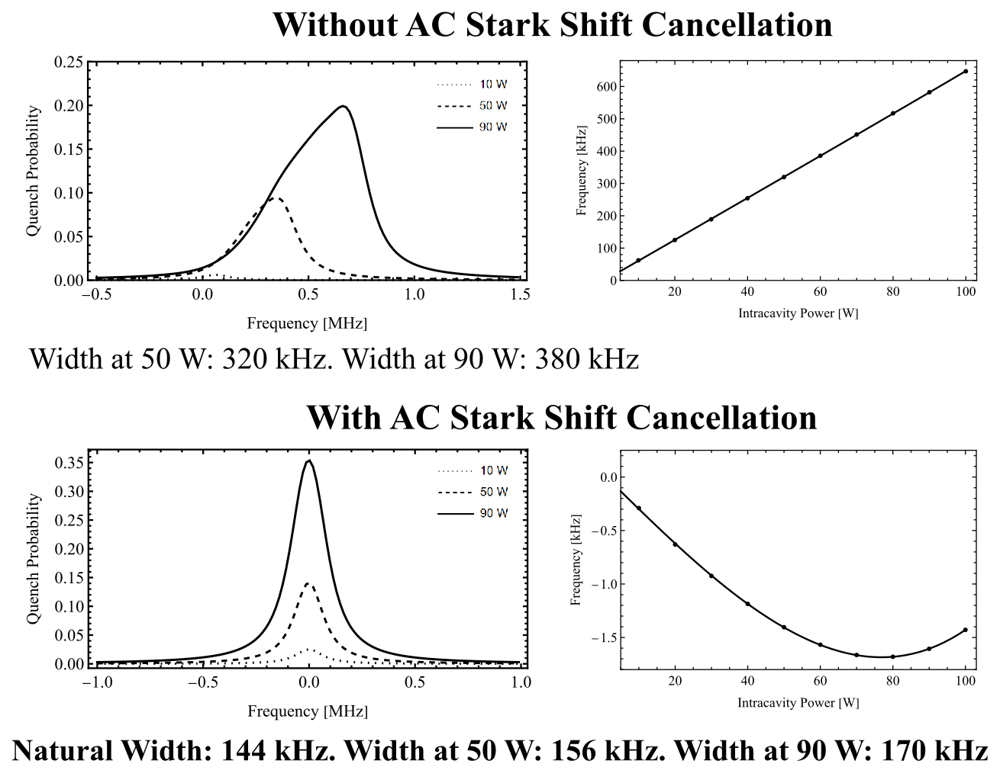 Without AC Stark Shift Cancellation
0.25
0.20
0.15
0.10
0.05
0.00
Quench Probability
10 W
50 W
90 W
−0.5 0.0 0.5 1.0 1.5
Frequency [MHz]
600
500
400
300
200
100
0
Frequency [kHz]
20 40 60 80 100
Intracavity Power [W]
Width at 50 W: 320 kHz. Width at 90 W: 380 kHz
With AC Stark Shift Cancellation
0.35
0.30
0.25
0.20
0.15
0.10
0.05
0.00
Quench Probability
10 W
50 W
90 W
−1.0 −0.5 0.0 0.5 1.0
Frequency [MHz]
0.0
−0.5
−1.0
−1.5
Frequency [kHz]
20 40 60 80 100
Intracavity Power [W]
Natural Width: 144 kHz. Width at 50 W: 156 kHz. Width at 90 W: 170 kHz